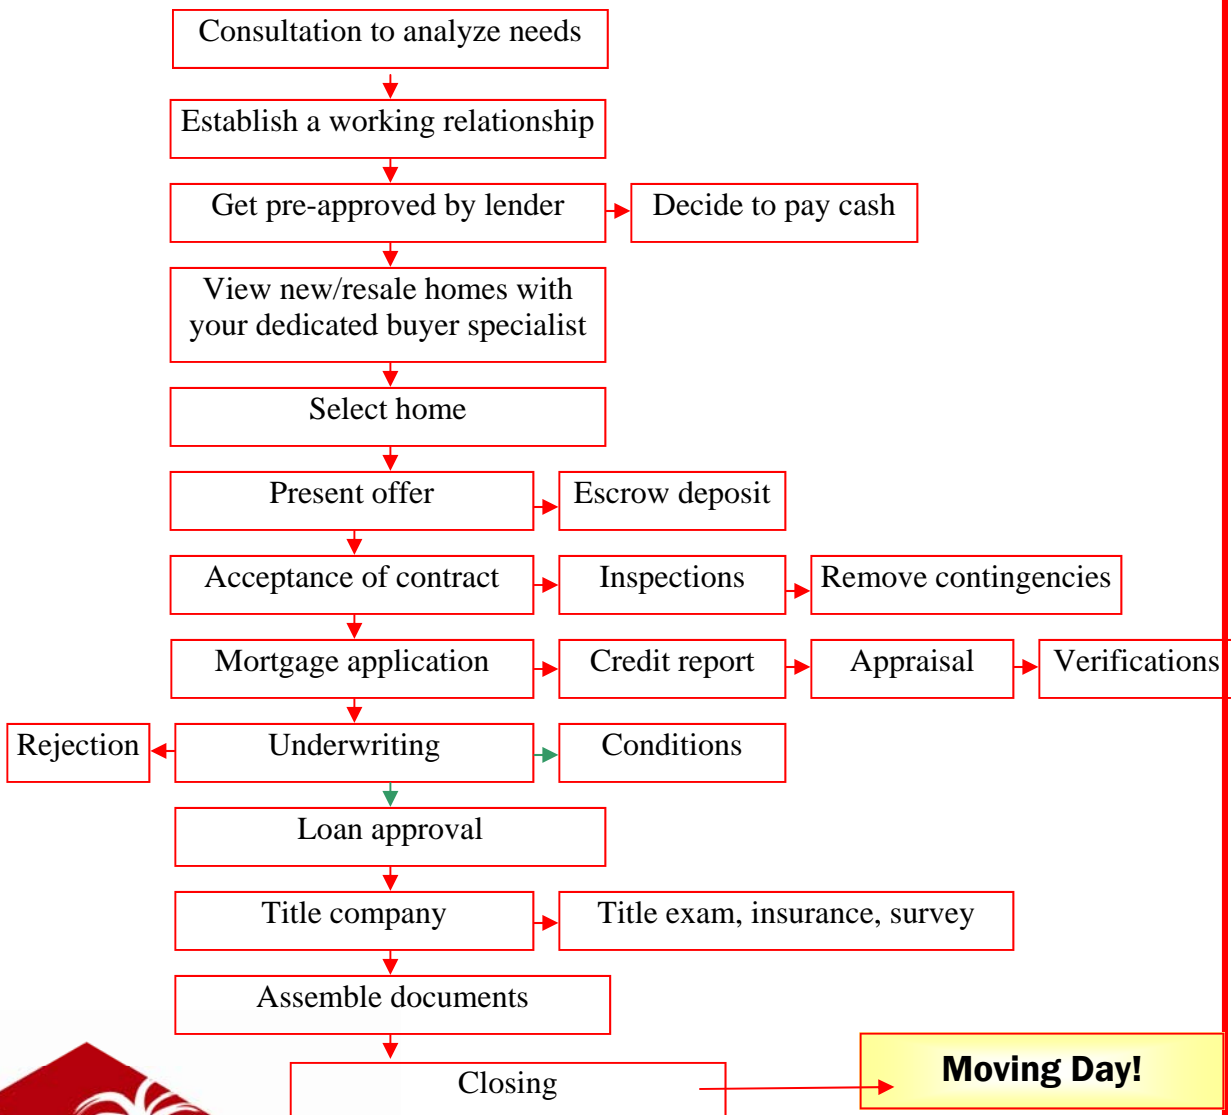 Consultation to analyze needs
Establish a working relationship
Get pre-approved by lender
Decide to pay cash
View new/resale homes with
your dedicated buyer specialist
Select home
Present offer
Escrow deposit
Acceptance of contract
Inspections
Remove contingencies
Mortgage application
Credit report
Appraisal
Verifications
Rejection
Underwriting
Conditions
Loan approval
Title company
Title exam, insurance, survey
Assemble documents
Closing
Moving Day!